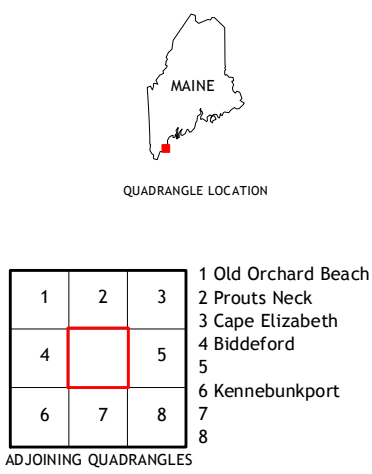 MAINE
QUADRANGLE LOCATION
1 2 3
4 5
6 7 8
1 Old Orchard Beach
2 Prouts Neck
3 Cape Elizabeth
4 Biddeford
5
6 Kennebunkport
7
8
ADJOINING QUADRANGLES